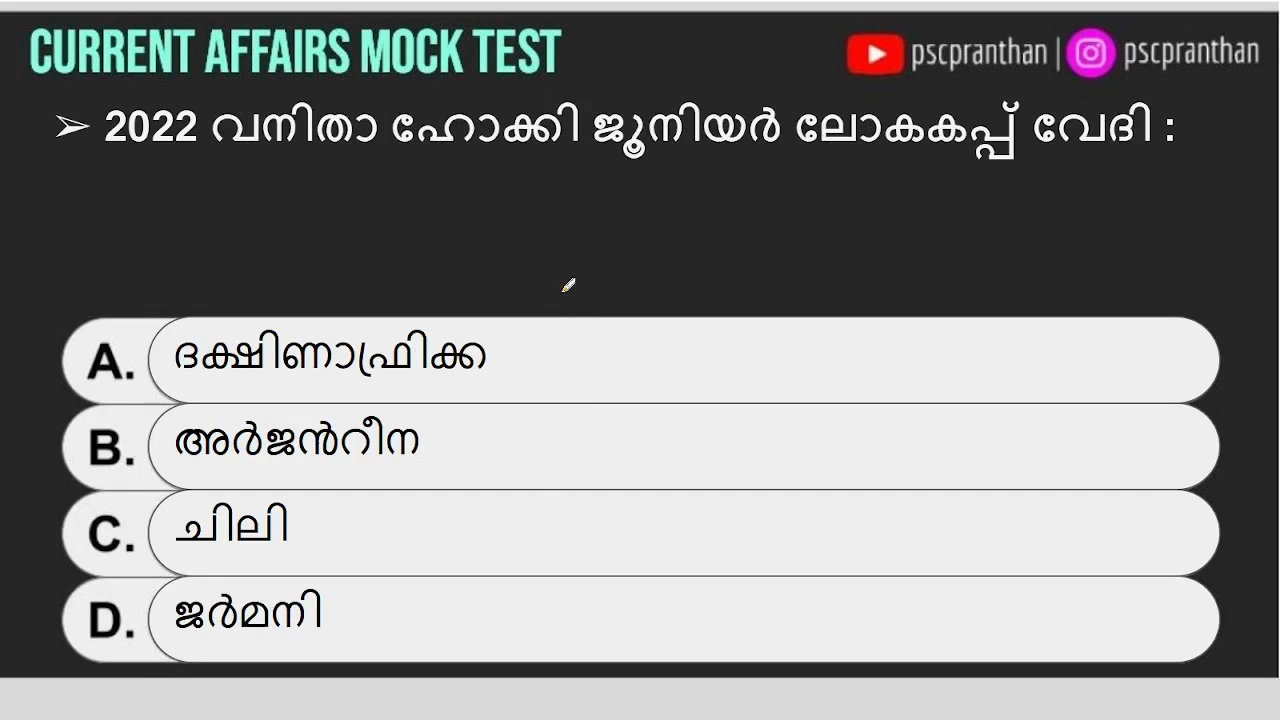 CURRENT AFFAIRS MOCK TEST
pscpranthan | pscpranthan
➢ 2022 വനിതാ ഹോക്കി ജൂനിയർ ലോകകപ്പ് വേദി :
A. ദക്ഷിണാഫ്രിക്ക
B. അർജൻറീന
C. ചിലി
D. ജർമനി